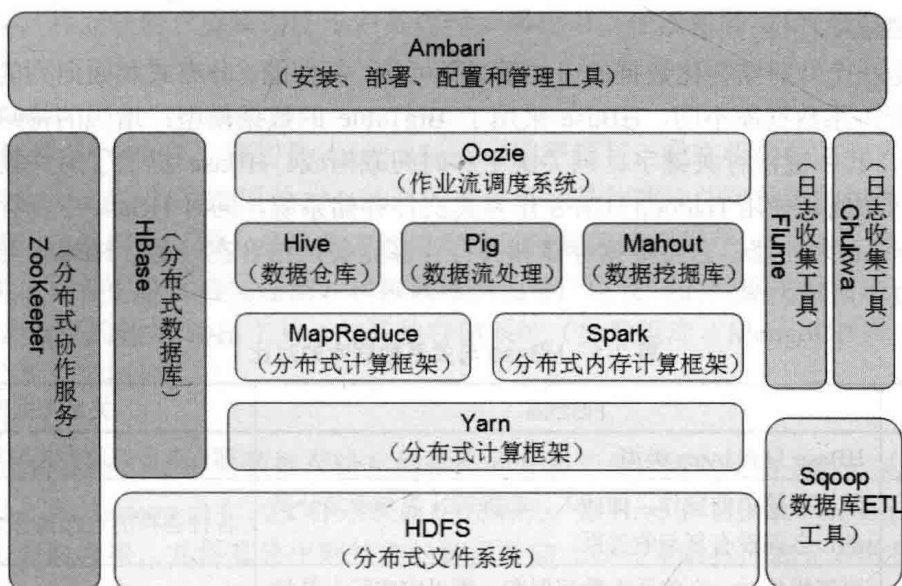 Ambari
(安装、部署、配置和管理工具)
Oozie
(作业流调度系统)
Hive
(数据仓库)
Pig
(数据流处理)
Mahout
(数据挖掘库)
MapReduce
(分布式计算框架)
Spark
(分布式内存计算框架)
Yarn
(分布式计算框架)
HDFS
(分布式文件系统)
ZooKeeper
(分布式协作服务)
HBase
(分布式数据库)
Flume
(日志收集工具)
Chukwa
(日志收集工具)
Sqoop
(数据库ETL
工具)